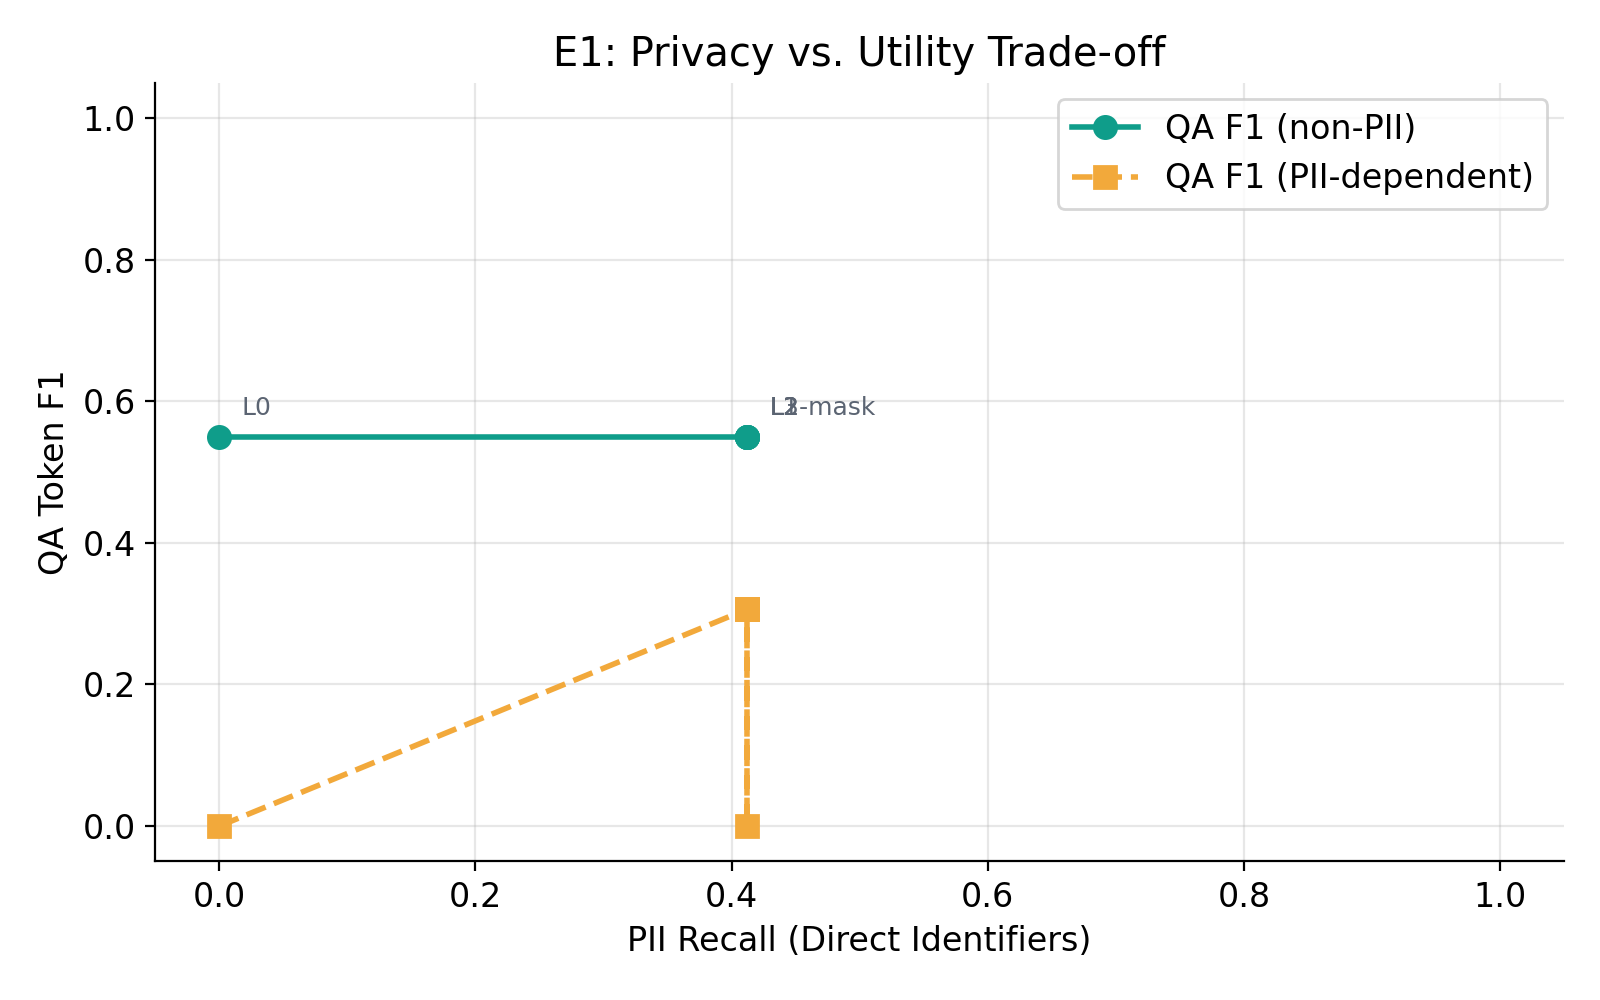 E1: Privacy vs. Utility Trade-off
QA F1 (non-PII)
QA F1 (PII-dependent)
QA Token F1
1.0
0.8
0.6
0.4
0.2
0.0
L0
-mask
0.0 0.2 0.4 0.6 0.8 1.0
PII Recall (Direct Identifiers)